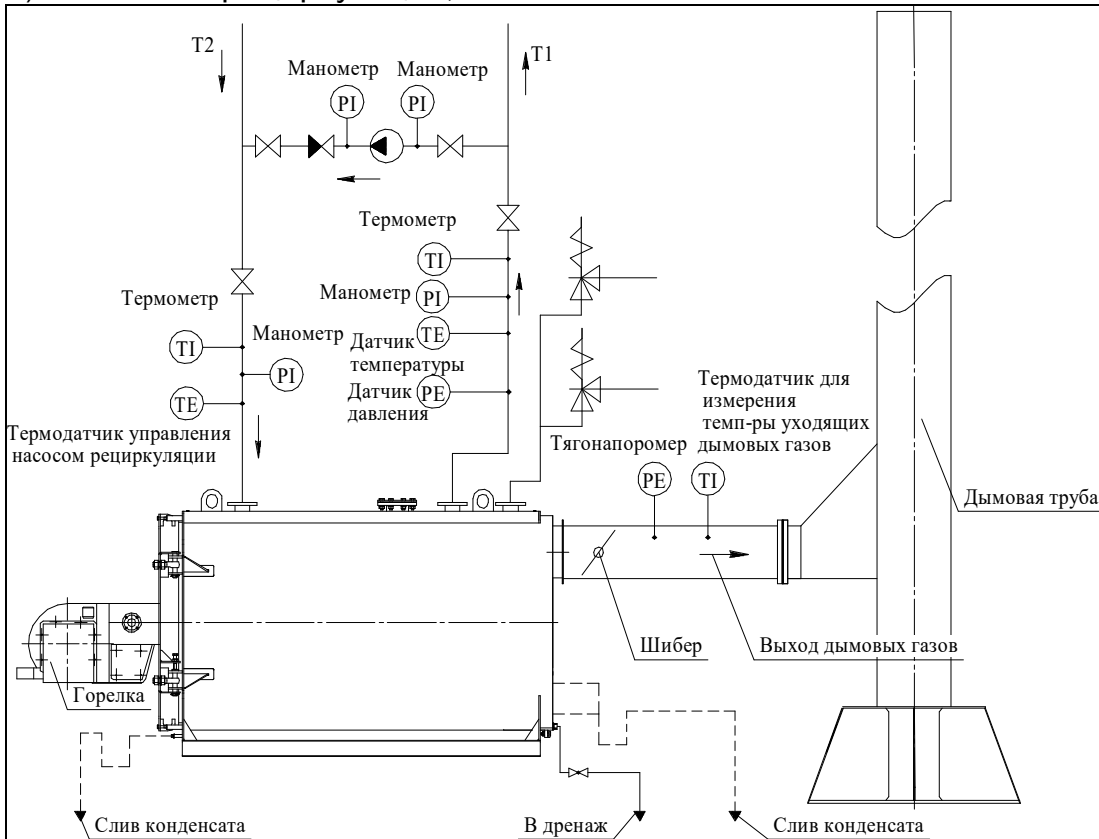 T2
T1
Манометр
Манометр
PI
PI
Термометр
TI
Манометр
PI
TE
Датчик
температуры
Датчик
давления
PE
Термометр
Манометр
TI
PI
TE
Термодатчик управления
насосом рециркуляции
Термодатчик для
измерения
темп-ры уходящих
дымовых газов
Тягонапоромер
PE
TI
Дымовая труба
Шибер
Выход дымовых газов
Горелка
Слив конденсата
В дренаж
Слив конденсата